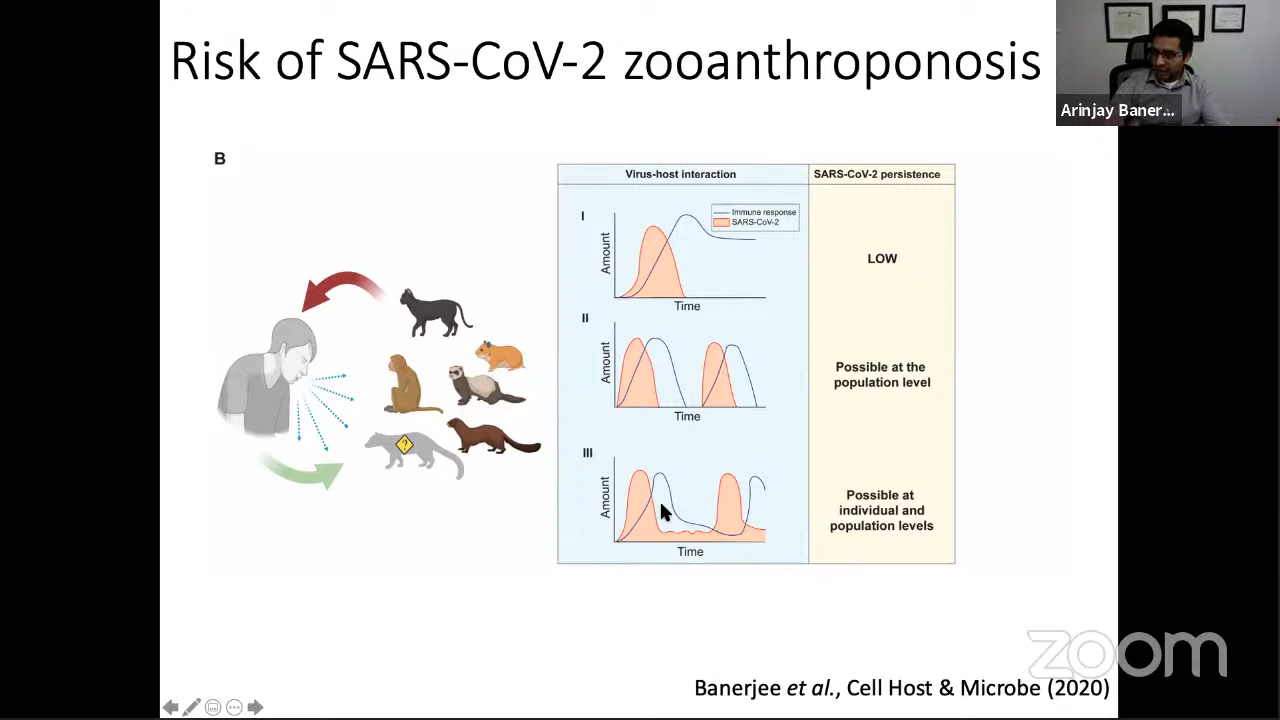 Risk of SARS-CoV-2 zooanthroponosis
Arinjay Baner...
B
Virus-host interaction
SARS-CoV-2 persistence
I
Immune response
SARS-CoV-2
Amount
Time
LOW
II
Amount
Time
Possible at the
population level
?
III
Amount
Time
Possible at
individual and
population levels
zoom
Banerjee et al., Cell Host & Microbe (2020)